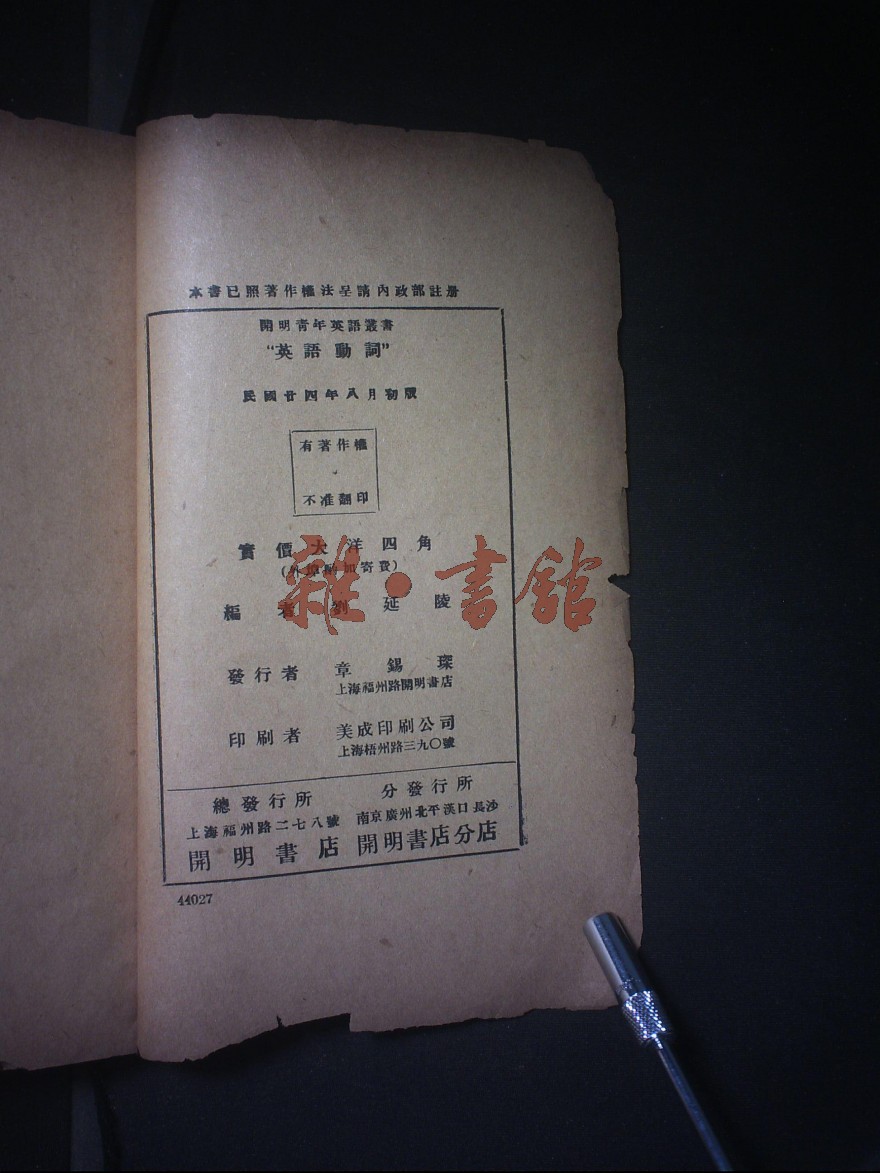 本書已照著作權法呈請內政部註册
開明青年英語叢書
“英語動詞”
民國廿四年八月初版
有著作權
不准翻印
實價大洋四角
(外埠酌加寄費)
編者 劉延陵
雜·書館
發行者 章錫琛
上海福州路開明書店
印刷者 美成印刷公司
上海梧州路三九〇號
總發行所 分發行所
上海福州路二七八號 南京廣州北平漢口長沙
開明書店 開明書店分店
44027